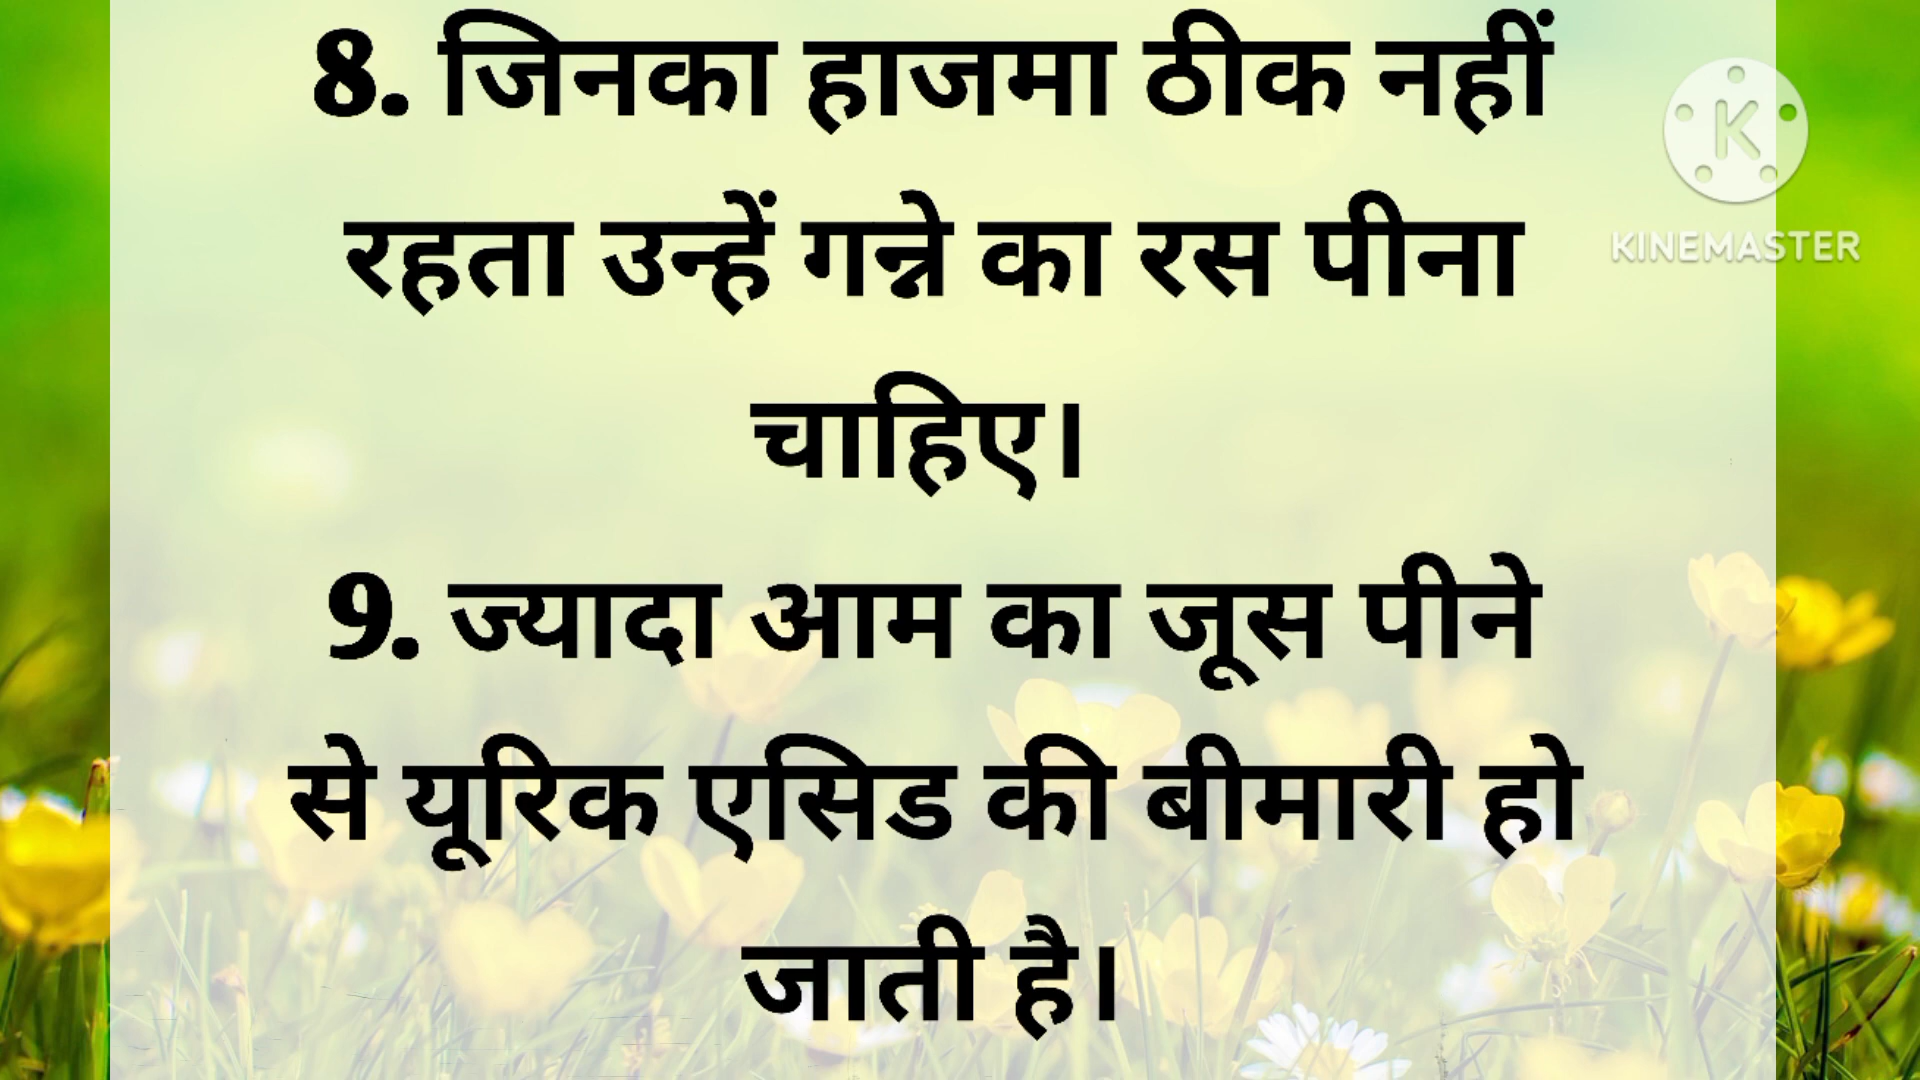 8. जिनका हाजमा ठीक नहीं
रहता उन्हें गन्ने का रस पीना
चाहिए।
9. ज्यादा आम का जूस पीने
से यूरिक एसिड की बीमारी हो
जाती है।
K
KINEMASTER